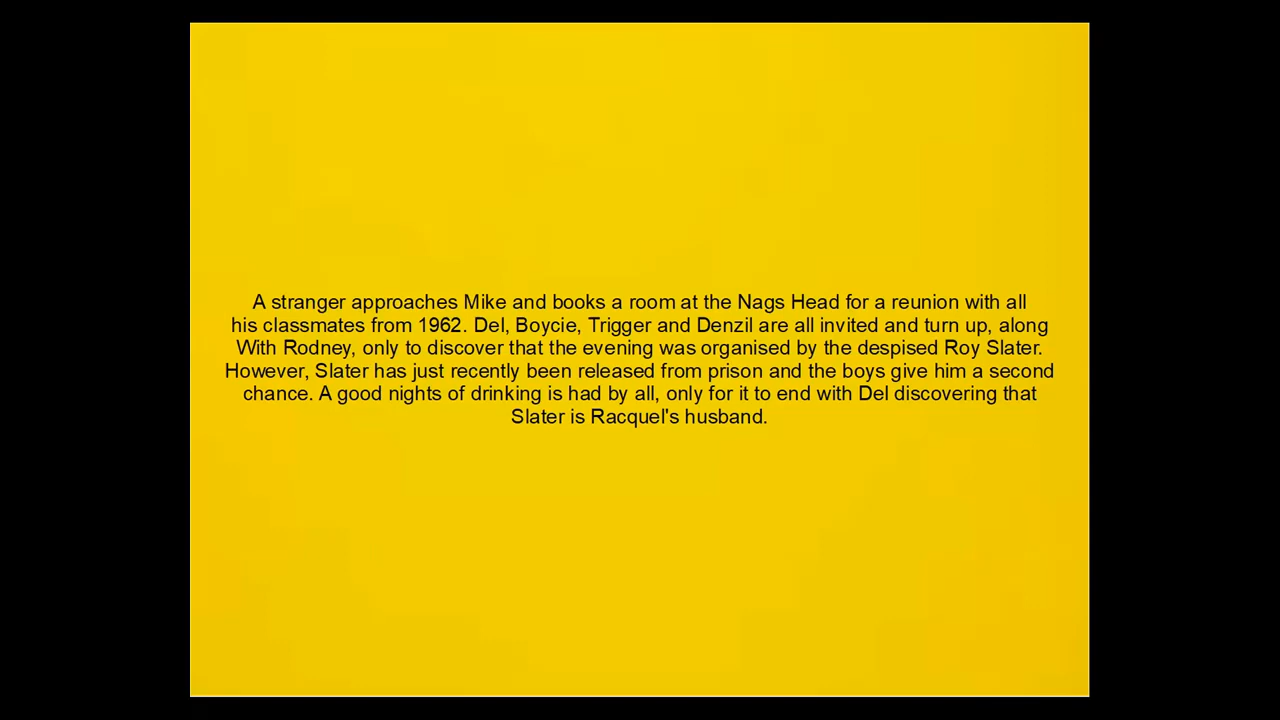 A stranger approaches Mike and books a room at the Nags Head for a reunion with all
his classmates from 1962. Del, Boycie, Trigger and Denzil are all invited and turn up, along
With Rodney, only to discover that the evening was organised by the despised Roy Slater.
However, Slater has just recently been released from prison and the boys give him a second
chance. A good nights of drinking is had by all, only for it to end with Del discovering that
Slater is Racquel's husband.